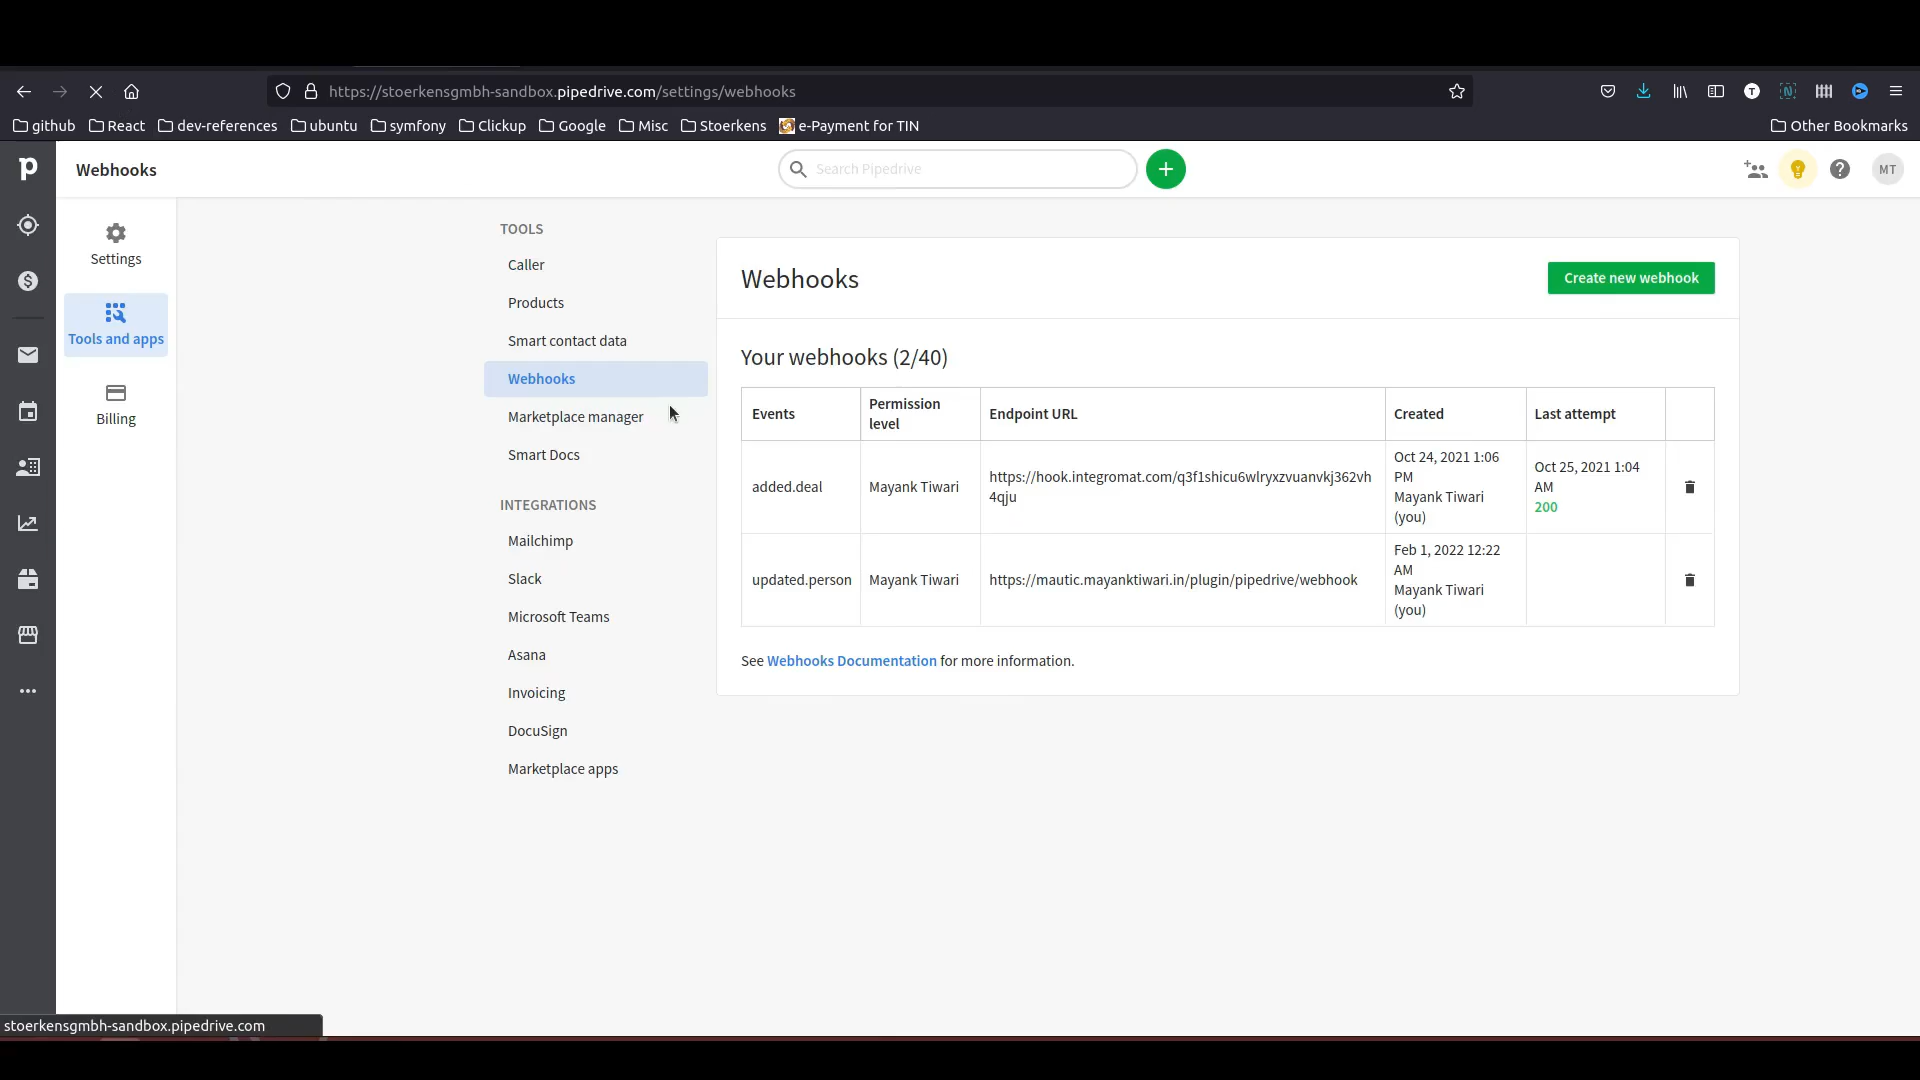 https://stoerkensgmbh-sandbox.pipedrive.com/settings/webhooks
github React dev-references ubuntu symfony Clickup Google Misc Stoerkens e-Payment for TIN Other Bookmarks
Webhooks
Search Pipedrive
MT
Settings
Tools and apps
Billing
TOOLS
Caller
Products
Smart contact data
Webhooks
Marketplace manager
Smart Docs
INTEGRATIONS
Mailchimp
Slack
Microsoft Teams
Asana
Invoicing
DocuSign
Marketplace apps
Webhooks
Create new webhook
Your webhooks (2/40)
Events
Permission
level
Endpoint URL
Created
Last attempt
added.deal
Mayank Tiwari
https://hook.integromat.com/q3f1shicu6wlryxzvuanvkj362vh
4qju
Oct 24, 2021 1:06
PM
Mayank Tiwari
(you)
Oct 25, 2021 1:04
AM
200
updated.person
Mayank Tiwari
https://mautic.mayanktiwari.in/plugin/pipedrive/webhook
Feb 1, 2022 12:22
AM
Mayank Tiwari
(you)
See Webhooks Documentation for more information.
stoerkensgmbh-sandbox.pipedrive.com